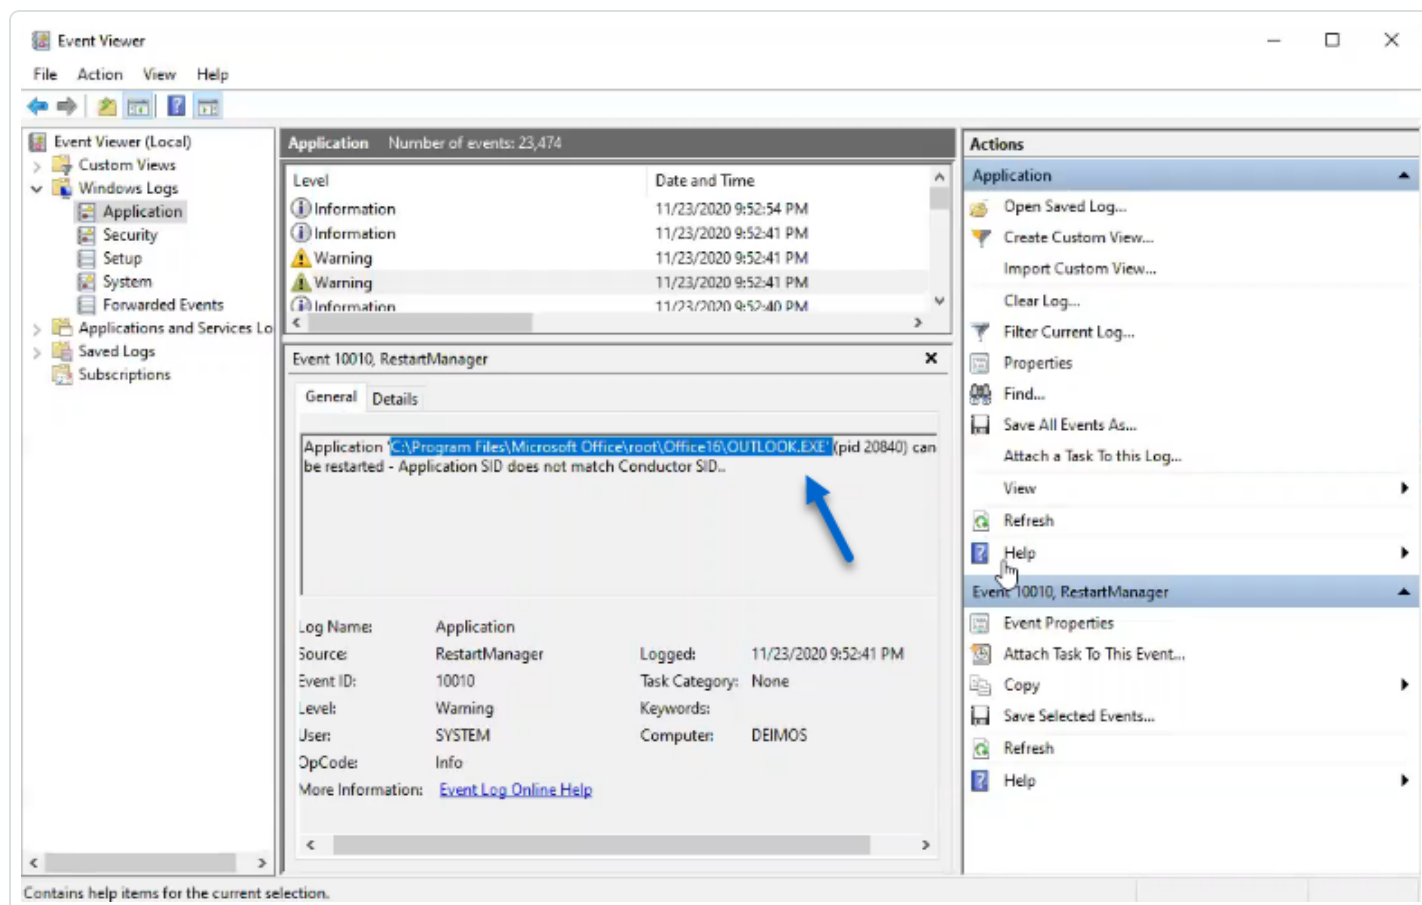 Event Viewer
File Action View Help
Event Viewer (Local)
Custom Views
Windows Logs
Application
Security
Setup
System
Forwarded Events
Applications and Services Lo
Saved Logs
Subscriptions
Application Number of events: 23,474
Level Date and Time
Information 11/23/2020 9:52:54 PM
Information 11/23/2020 9:52:41 PM
Warning 11/23/2020 9:52:41 PM
Warning 11/23/2020 9:52:41 PM
Information 11/23/2020 9:52:40 PM
Event 10010, RestartManager
General Details
Application 'C:\Program Files\Microsoft Office\root\Office16\OUTLOOK.EXE' (pid 20840) can
be restarted - Application SID does not match Conductor SID..
Log Name: Application
Source: RestartManager Logged: 11/23/2020 9:52:41 PM
Event ID: 10010 Task Category: None
Level: Warning Keywords:
User: SYSTEM Computer: DEIMOS
OpCode: Info
More Information: Event Log Online Help
Actions
Application
Open Saved Log...
Create Custom View...
Import Custom View...
Clear Log...
Filter Current Log...
Properties
Find...
Save All Events As...
Attach a Task To this Log...
View
Refresh
Help
Event 10010, RestartManager
Event Properties
Attach Task To This Event...
Copy
Save Selected Events...
Refresh
Help
Contains help items for the current selection.